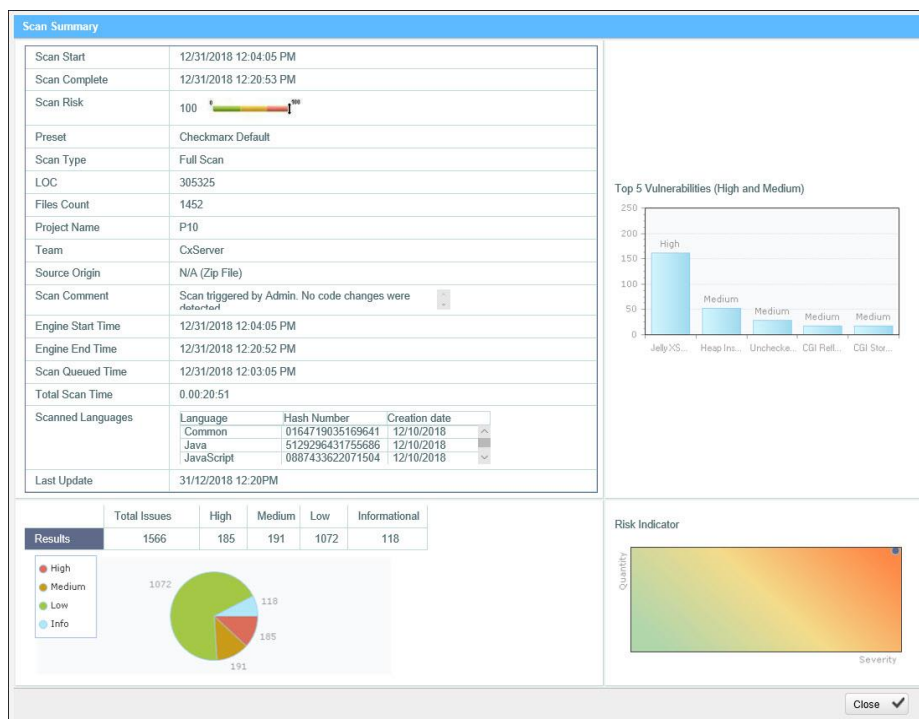 Scan Summary
Scan Start 12/31/2018 12:04:05 PM
Scan Complete 12/31/2018 12:20:53 PM
Scan Risk 100 0 100
Preset Checkmarx Default
Scan Type Full Scan
LOC 305325
Files Count 1452
Project Name P10
Team CxServer
Source Origin N/A (Zip File)
Scan Comment Scan triggered by Admin. No code changes were
detected
Engine Start Time 12/31/2018 12:04:05 PM
Engine End Time 12/31/2018 12:20:52 PM
Scan Queued Time 12/31/2018 12:03:05 PM
Total Scan Time 0.00:20:51
Scanned Languages
Language Hash Number Creation date
Common 0164719035169641 12/10/2018
Java 5129296431755686 12/10/2018
JavaScript 0887433622071504 12/10/2018
Last Update 31/12/2018 12:20PM
Top 5 Vulnerabilities (High and Medium)
250
200
150
100
50
0
High
Medium
Medium
Medium
Medium
Jelly XS... Heap Ins... Unchecke... CGI Refl... CGI Stor...
Total Issues High Medium Low Informational
Results 1566 185 191 1072 118
High
Medium
Low
Info
1072
118
185
191
Risk Indicator
Quantity
Severity
Close